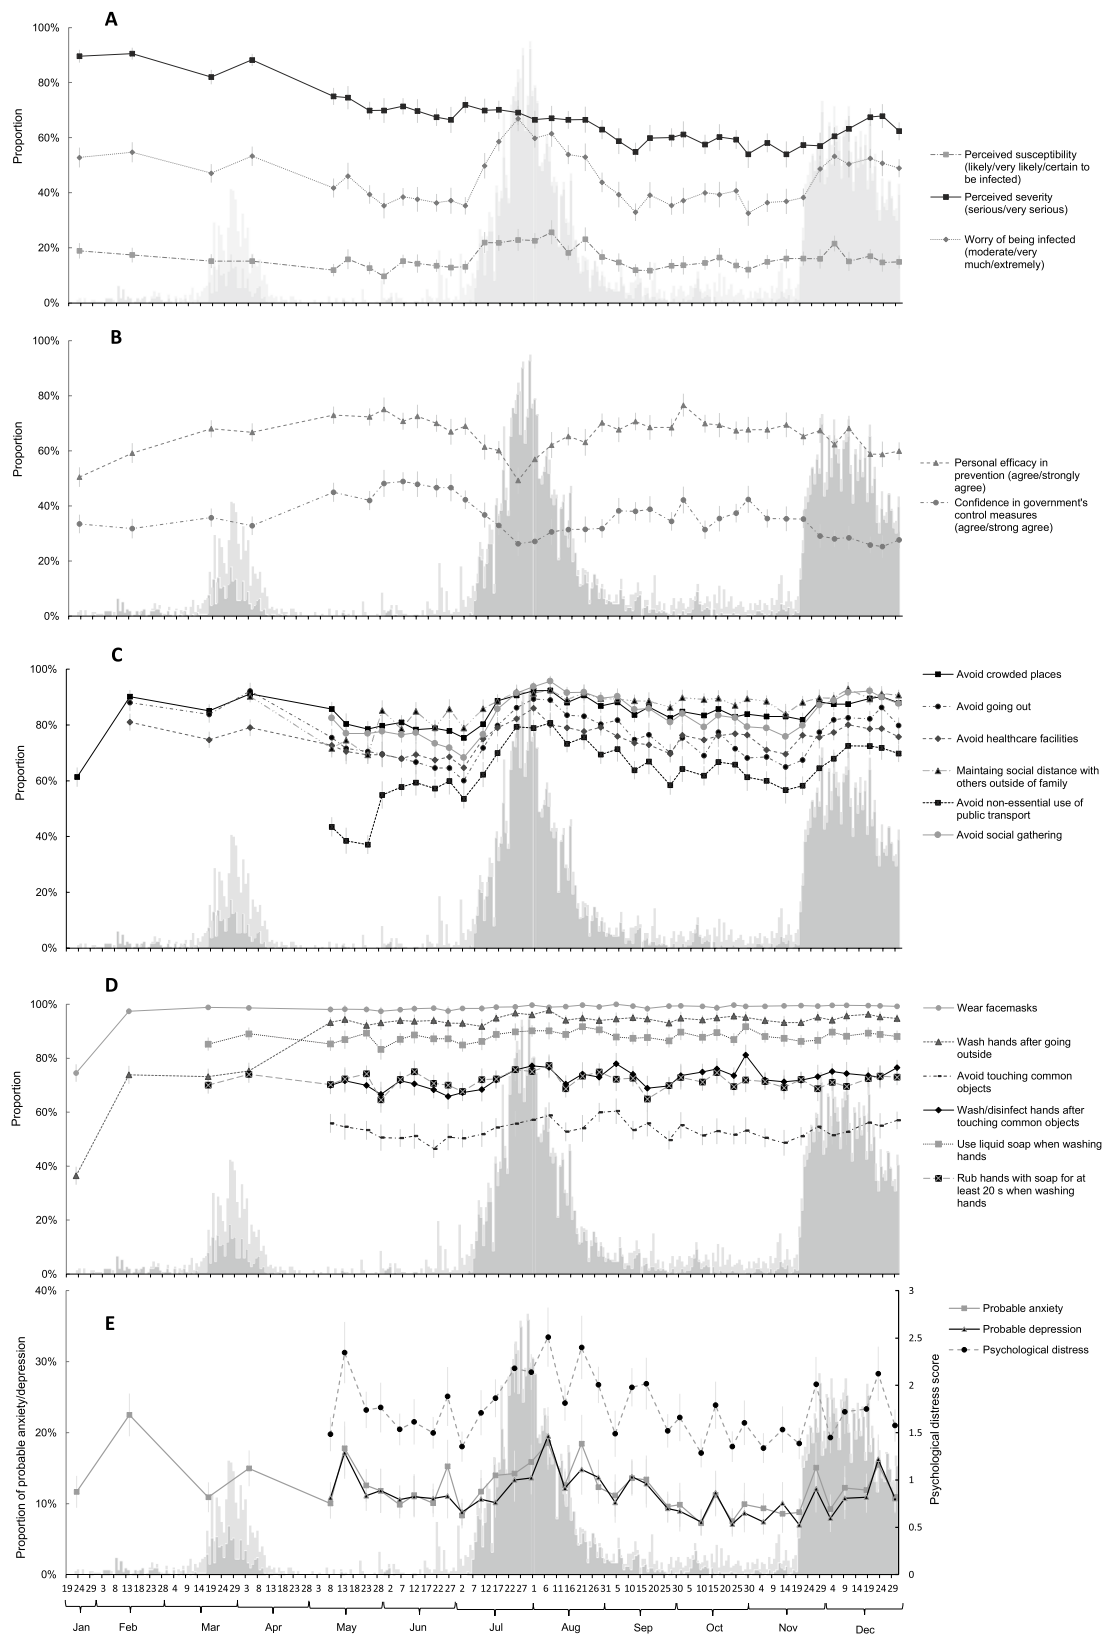 A
100%
80%
60%
40%
20%
0%
Proportion
Perceived susceptibility
(likely/very likely/certain to
be infected)
Perceived severity
(serious/very serious)
Worry of being infected
(moderate/very
much/extremely)
B
100%
80%
60%
40%
20%
0%
Proportion
Personal efficacy in
prevention (agree/strongly
agree)
Confidence in government's
control measures
(agree/strong agree)
C
100%
80%
60%
40%
20%
0%
Proportion
Avoid crowded places
Avoid going out
Avoid healthcare facilities
Maintaing social distance with
others outside of family
Avoid non-essential use of
public transport
Avoid social gathering
D
100%
80%
60%
40%
20%
0%
Proportion
Wear facemasks
Wash hands after going
outside
Avoid touching common
objects
Wash/disinfect hands after
touching common objects
Use liquid soap when washing
hands
Rub hands with soap for at
least 20 s when washing
hands
E
40%
30%
20%
10%
0%
Proportion of probable anxiety/depression
3
2.5
2
1.5
1
0.5
0
Psychological distress score
Probable anxiety
Probable depression
Psychological distress
19 24 29 3 8 13 18 23 28 4 9 14 19 24 29 3 8 13 18 23 28 3 8 13 18 23 28 2 7 12 17 22 27 2 7 12 17 22 27 1 6 11 16 21 26 31 5 10 15 20 25 30 5 10 15 20 25 30 4 9 14 19 24 29 4 9 14 19 24 29
Jan Feb Mar Apr May Jun Jul Aug Sep Oct Nov Dec